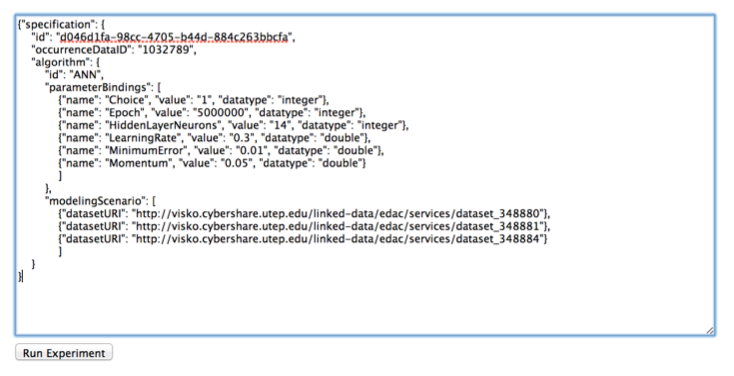 {"specification": {
"id": "d046d1fa-98cc-4705-b44d-884c263bbcfa",
"occurrenceDataID": "1032789",
"algorithm": {
"id": "ANN",
"parameterBindings": [
{"name": "Choice", "value": "1", "datatype": "integer"},
{"name": "Epoch", "value": "5000000", "datatype": "integer"},
{"name": "HiddenLayerNeurons", "value": "14", "datatype": "integer"},
{"name": "LearningRate", "value": "0.3", "datatype": "double"},
{"name": "MinimumError", "value": "0.01", "datatype": "double"},
{"name": "Momentum", "value": "0.05", "datatype": "double"}
]
},
"modelingScenario": [
{"datasetURI": "http://visko.cybershare.utep.edu/linked-data/edac/services/dataset_348880"},
{"datasetURI": "http://visko.cybershare.utep.edu/linked-data/edac/services/dataset_348881"},
{"datasetURI": "http://visko.cybershare.utep.edu/linked-data/edac/services/dataset_348884"}
]
}
}
Run Experiment